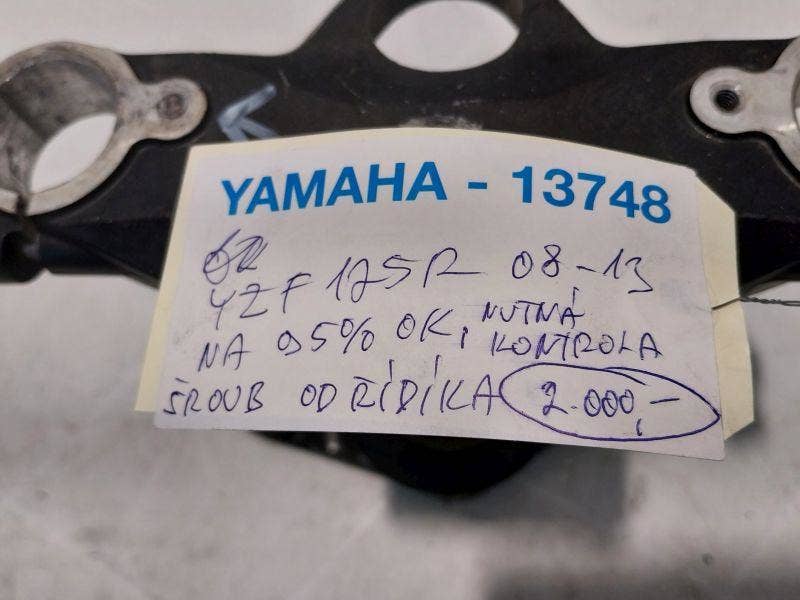 YAMAHA - 13748
YZF 125R 08-13
NA 95% OK, NUTNÁ KONTROLA
ŠROUB OD ŘÍDÍKA 2.000,-